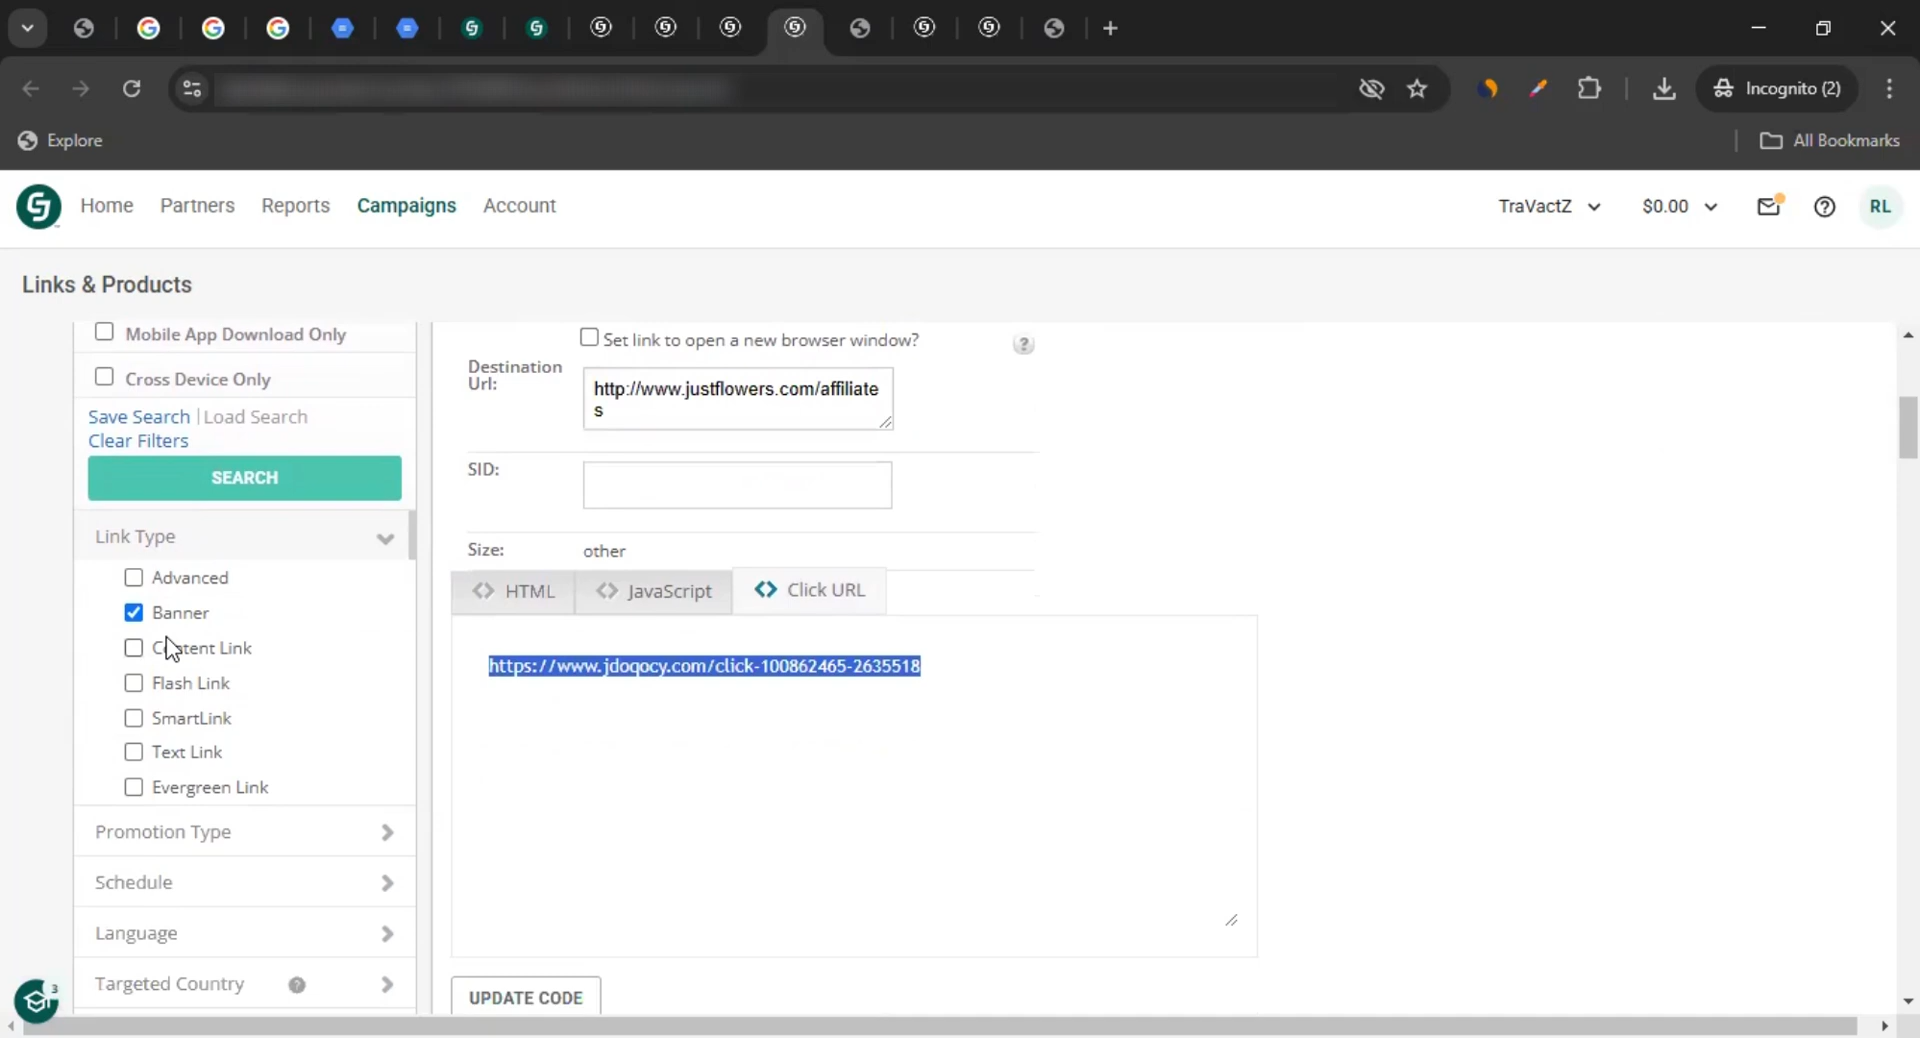 Incognito (2)
Explore
All Bookmarks
Home Partners Reports Campaigns Account
TraVactZ $0.00 RL
Links & Products
Mobile App Download Only
Cross Device Only
Save Search | Load Search
Clear Filters
SEARCH
Link Type
Advanced
Banner
Content Link
Flash Link
SmartLink
Text Link
Evergreen Link
Promotion Type
Schedule
Language
Targeted Country ?
3
Set link to open a new browser window? ?
Destination
Url:
http://www.justflowers.com/affiliate
s
SID:
Size: other
<> HTML <> JavaScript <> Click URL
https://www.jdoqocy.com/click-100862465-2635518
UPDATE CODE